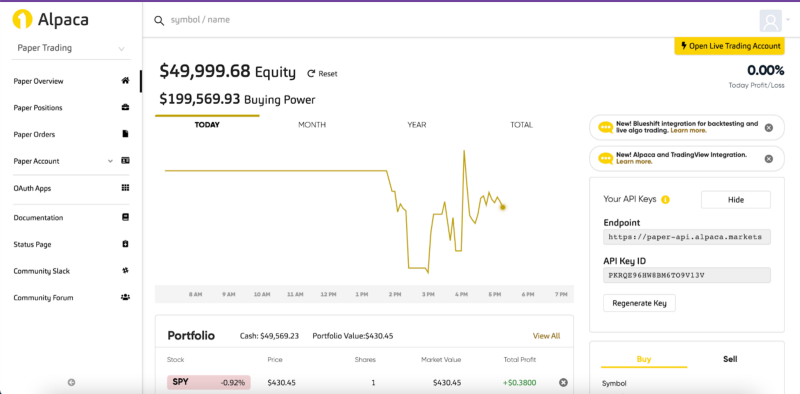 Alpaca
symbol / name
Paper Trading
Open Live Trading Account
$49,999.68 Equity Reset
0.00%
Today Profit/Loss
$199,569.93 Buying Power
Paper Overview
Paper Positions
Paper Orders
Paper Account
OAuth Apps
Documentation
Status Page
Community Slack
Community Forum
TODAY MONTH YEAR TOTAL
8 AM 9 AM 10 AM 11 AM 12 PM 1 PM 2 PM 3 PM 4 PM 5 PM 6 PM 7 PM
New! Blueshift integration for backtesting and
live algo trading. Learn more.
New! Alpaca and TradingView Integration.
Learn more.
Your API Keys Hide
Endpoint
https://paper-api.alpaca.markets
API Key ID
PKRQE96HW8BM6TO9V13V
Regenerate Key
Portfolio Cash: $49,569.23 Portfolio Value:$430.45 View All
Stock Price Shares Market Value Total Profit
SPY -0.92% $430.45 1 $430.45 +$0.3800
Buy Sell
Symbol